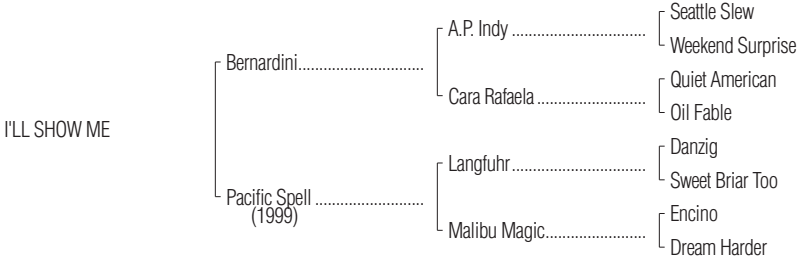 Seattle Slew
A.P. Indy ................................
Weekend Surprise
Bernardini..............................
Quiet American
Cara Rafaela ..........................
Oil Fable
I'LL SHOW ME
Danzig
Langfuhr................................
Sweet Briar Too
Pacific Spell ..........................
(1999)
Encino
Malibu Magic........................
Dream Harder